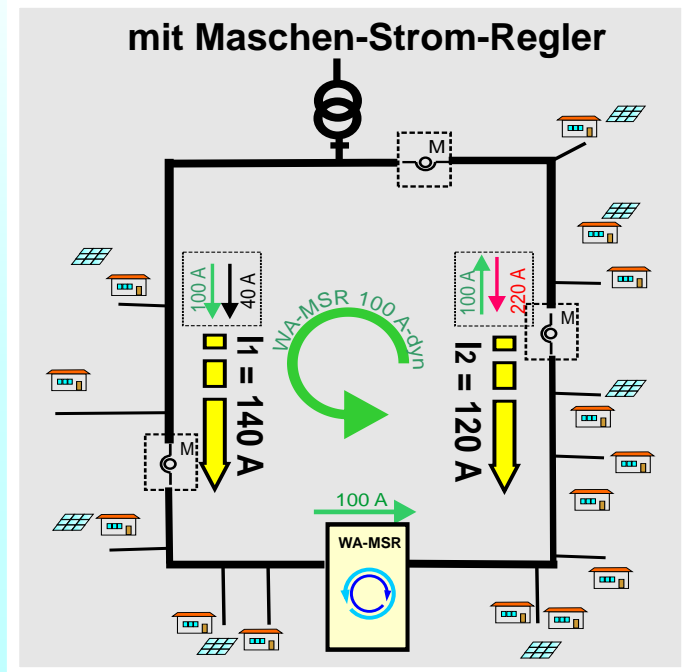 mit Maschen-Strom-Regler
M
100 A
40 A
100 A
220 A
WA-MSR 100 A-dyn
M
I1 = 140 A
I2 = 120 A
M
100 A
WA-MSR